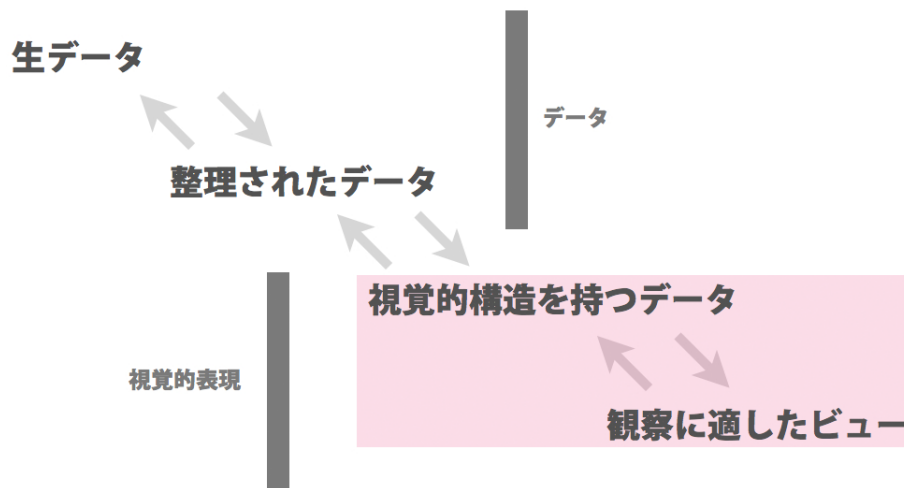 生データ
データ
整理されたデータ
視覚的構造を持つデータ
視覚的表現
観察に適したビュー